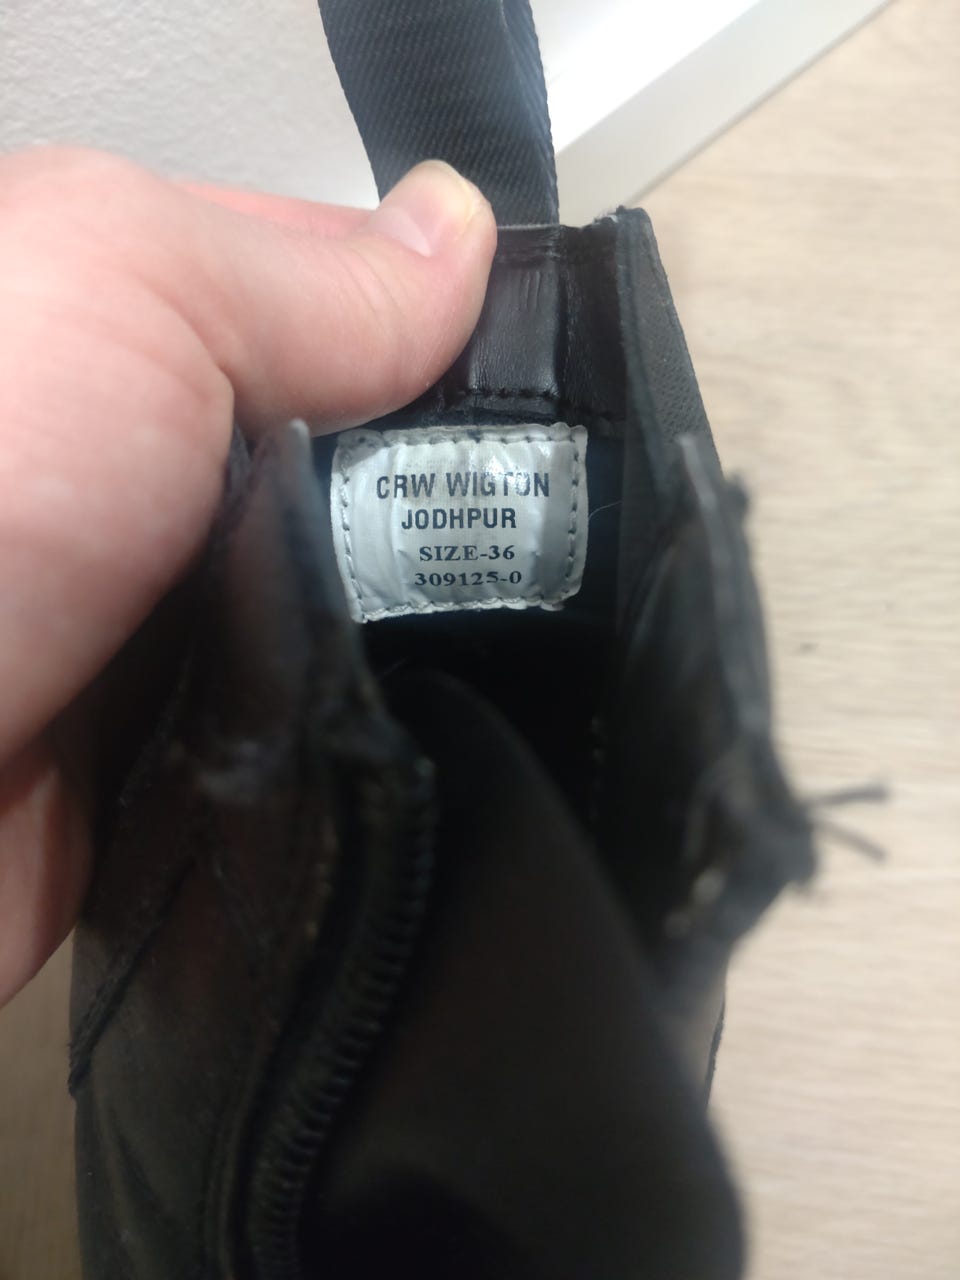 CRW WIGTON
JODHPUR
SIZE-36
309125-0